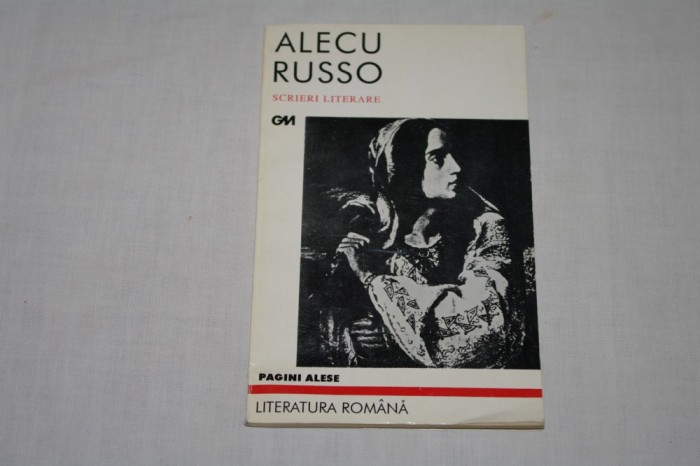 ALECU
RUSSO
SCRIERI LITERARE
GM
PAGINI ALESE
LITERATURA ROMÂNĂ